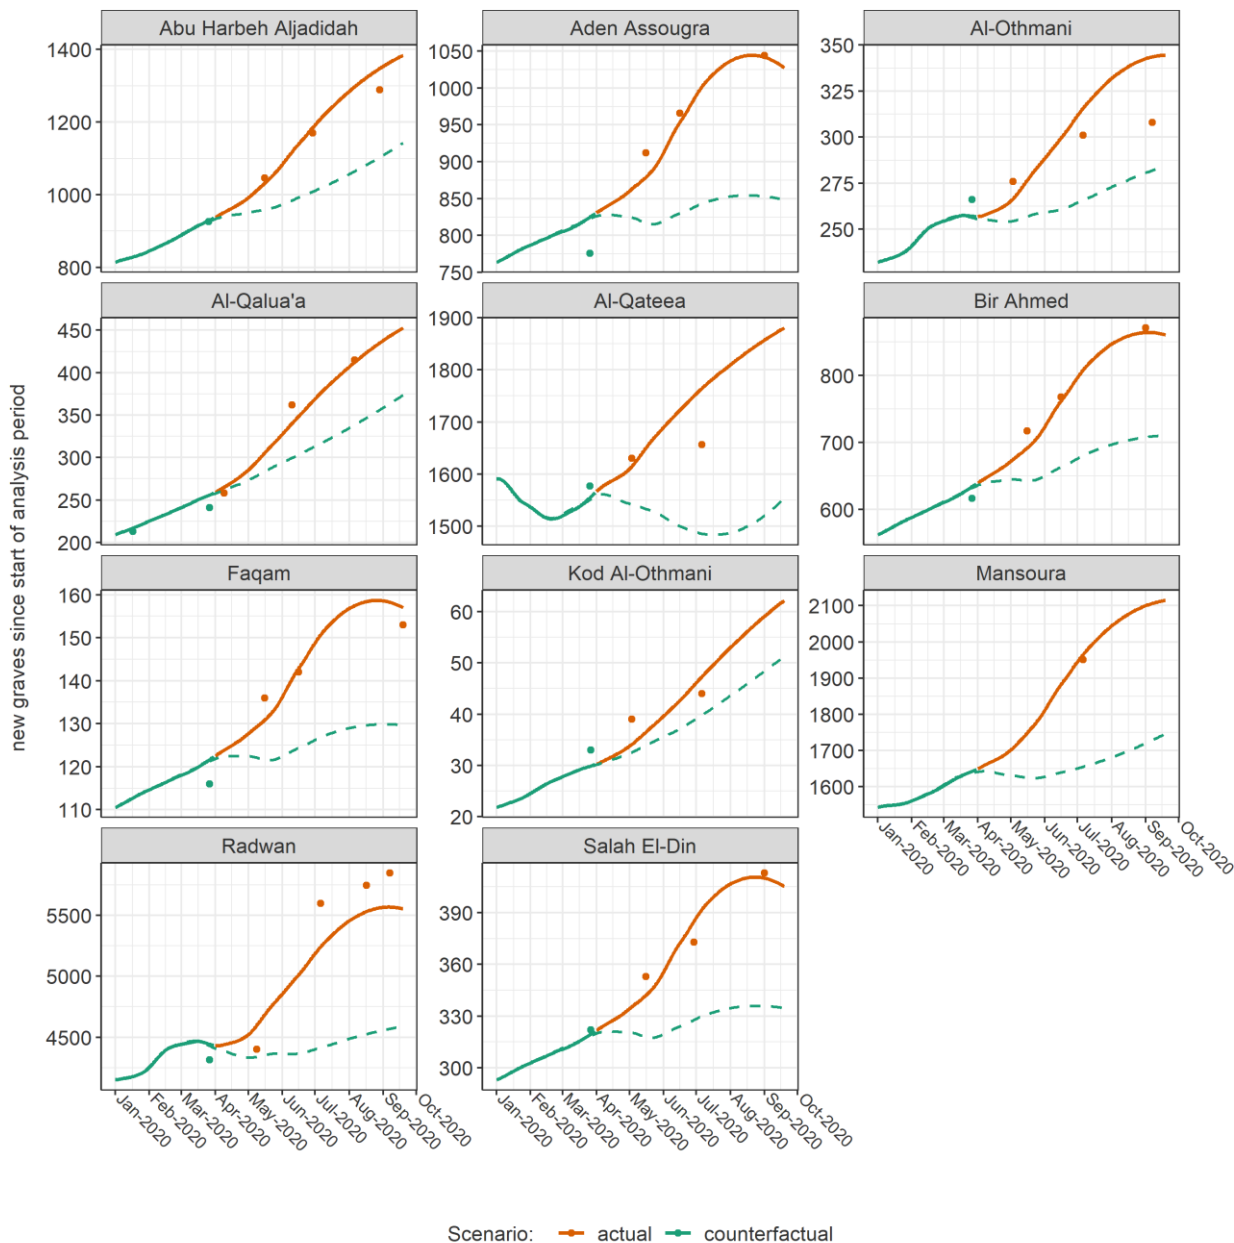 Abu Harbeh Aljadidah
Aden Assougra
Al-Othmani
1400
1200
1000
800
1050
1000
950
900
850
800
750
350
325
300
275
250
Al-Qalua'a
Al-Qateea
Bir Ahmed
450
400
350
300
250
200
1900
1800
1700
1600
1500
800
700
600
new graves since start of analysis period
Faqam
Kod Al-Othmani
Mansoura
160
150
140
130
120
110
60
50
40
30
20
2100
2000
1900
1800
1700
1600
Jan-2020
Feb-2020
Mar-2020
Apr-2020
May-2020
Jun-2020
Jul-2020
Aug-2020
Sep-2020
Oct-2020
Radwan
Salah El-Din
5500
5000
4500
390
360
330
300
Jan-2020
Feb-2020
Mar-2020
Apr-2020
May-2020
Jun-2020
Jul-2020
Aug-2020
Sep-2020
Oct-2020
Jan-2020
Feb-2020
Mar-2020
Apr-2020
May-2020
Jun-2020
Jul-2020
Aug-2020
Sep-2020
Oct-2020
Scenario: actual counterfactual